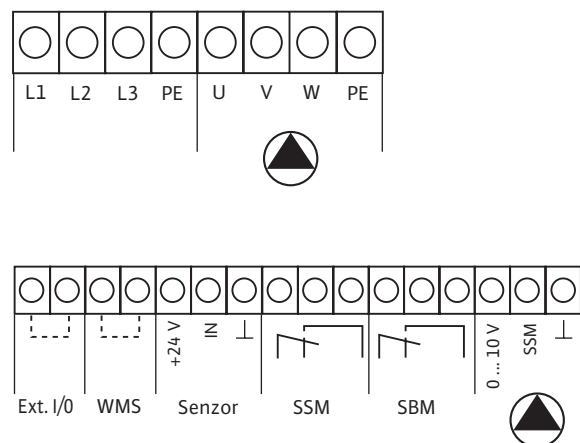 L1 L2 L3 PE U V W PE
+24 V IN 0 ... 10 V SSM
Ext. I/0 WMS Senzor SSM SBM